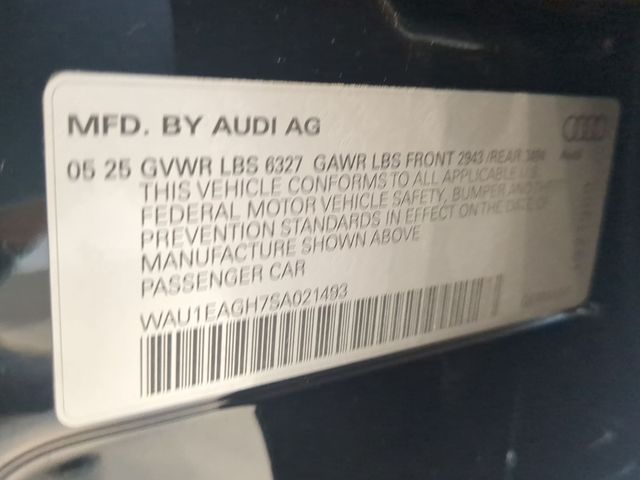 MFD. BY AUDI AG
05 25 GVWR LBS 6327 GAWR LBS FRONT 2943 /REAR
THIS VEHICLE CONFORMS TO ALL APPLICABLE U.S.
FEDERAL MOTOR VEHICLE SAFETY, BUMPER AND THEFT
PREVENTION STANDARDS IN EFFECT ON THE DATE OF
MANUFACTURE SHOWN ABOVE
PASSENGER CAR
WAU1EAGH7SA021493
Audi